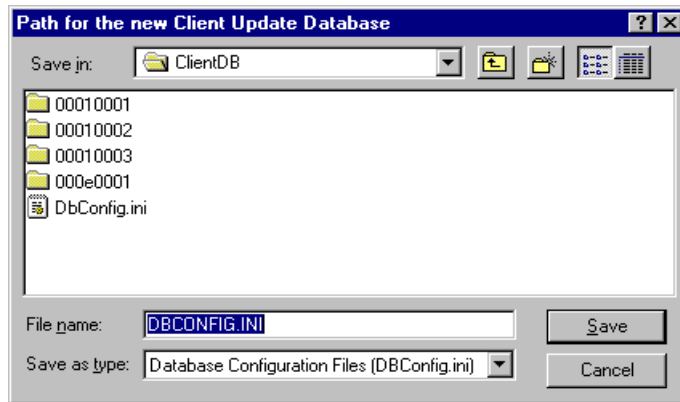 Path for the new Client Update Database
Save in: ClientDB
00010001
00010002
00010003
000e0001
DbConfig.ini
File name: DBCONFIG.INI Save
Save as type: Database Configuration Files (DBConfig.ini) Cancel